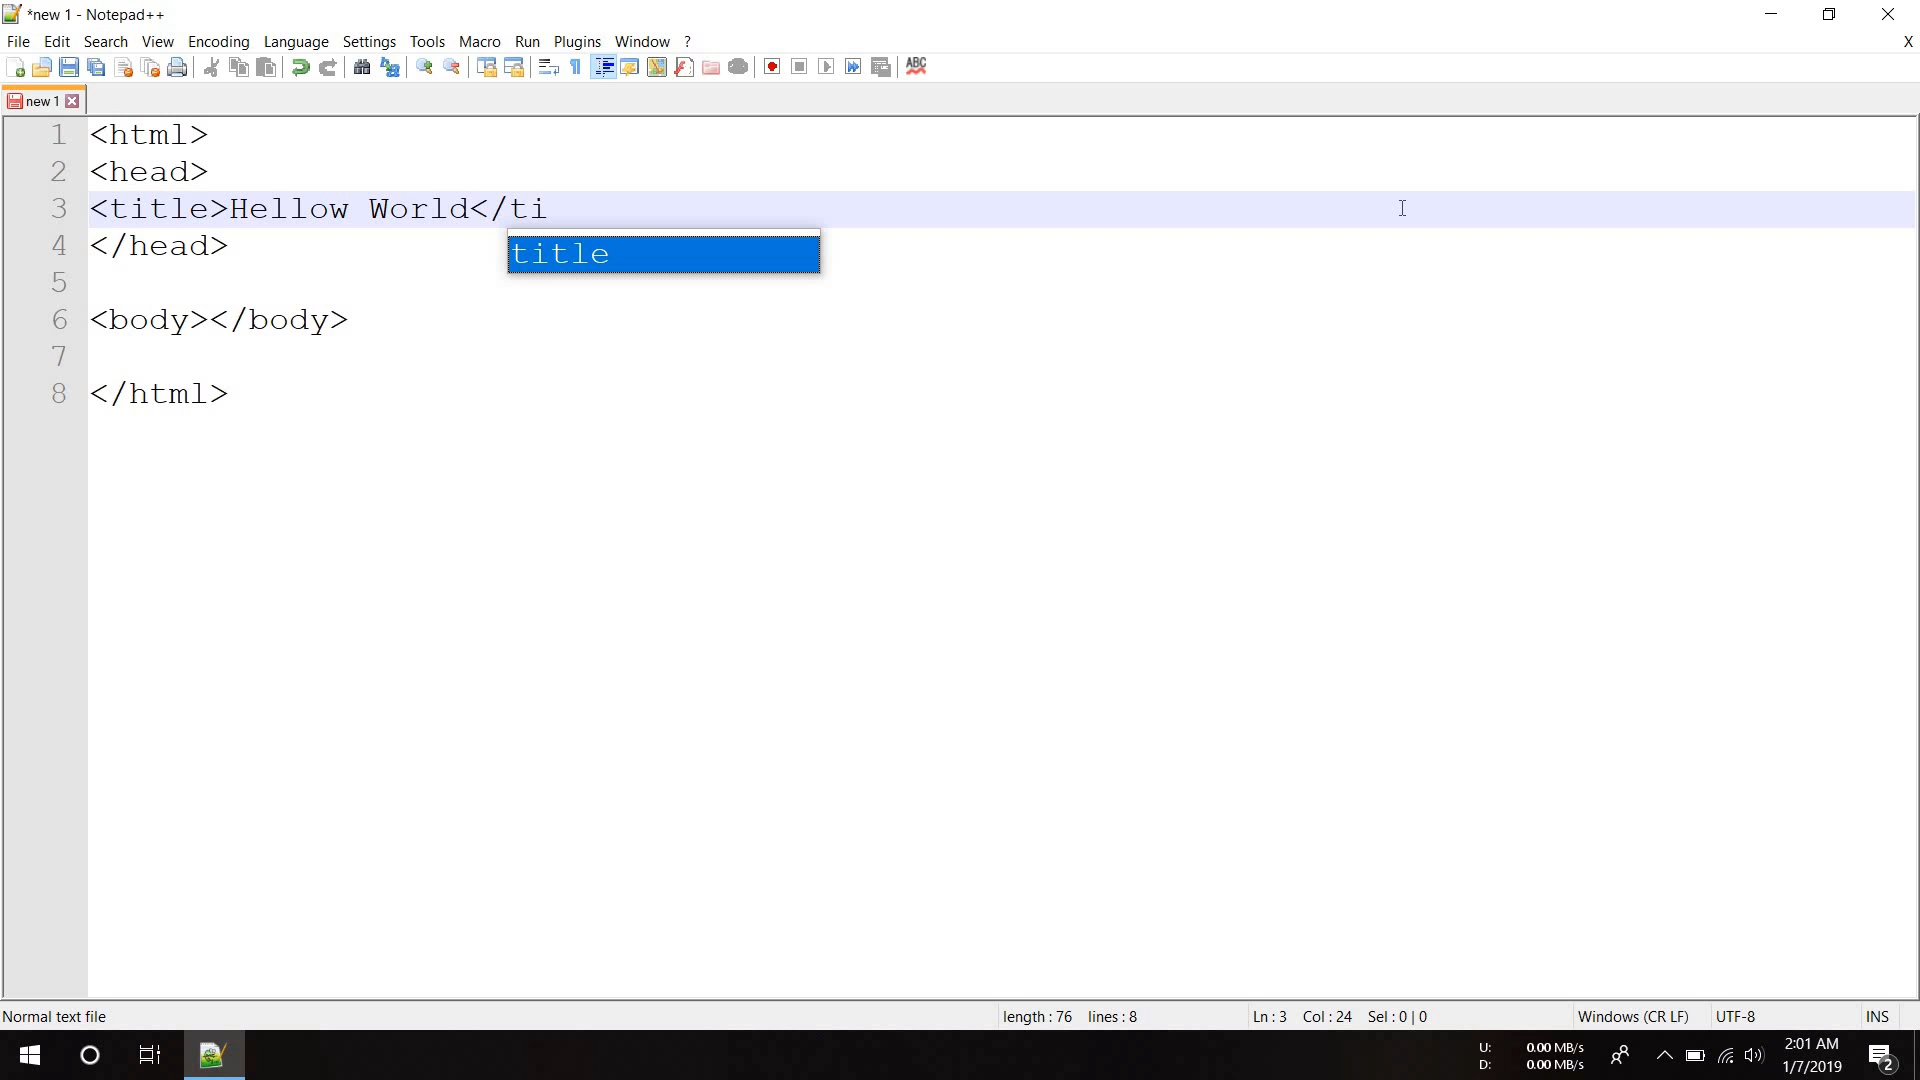 *new 1 - Notepad++
File Edit Search View Encoding Language Settings Tools Macro Run Plugins Window ? X
ABC
new 1
1 <html>
2 <head>
3 <title>Hellow World</ti
4 </head>
title
5
6 <body></body>
7
8 </html>
Normal text file length : 76 lines : 8 Ln : 3 Col : 24 Sel : 0 | 0 Windows (CR LF) UTF-8 INS
U: 0.00 MB/s
D: 0.00 MB/s
2:01 AM
1/7/2019
2